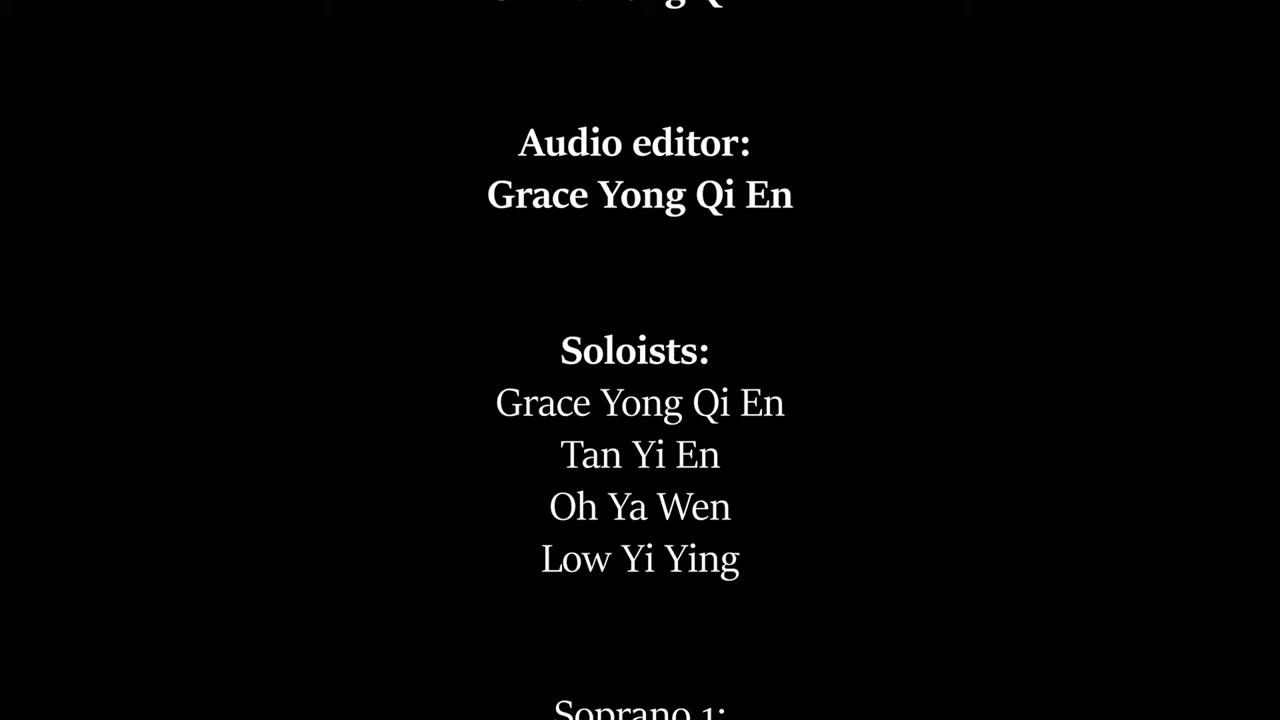 Audio editor:
Grace Yong Qi En
Soloists:
Grace Yong Qi En
Tan Yi En
Oh Ya Wen
Low Yi Ying
Soprano 1: